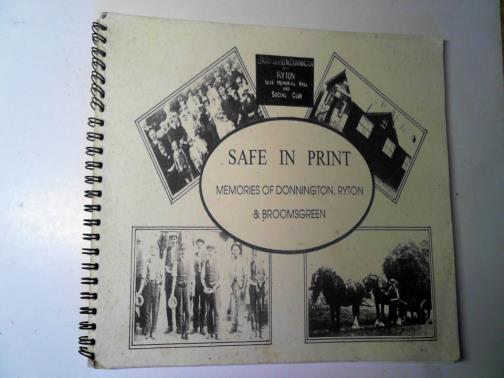 RYTON
WAR MEMORIAL HALL
AND
SOCIAL CLUB
SAFE IN PRINT
MEMORIES OF DONNINGTON, RYTON
& BROOMSGREEN